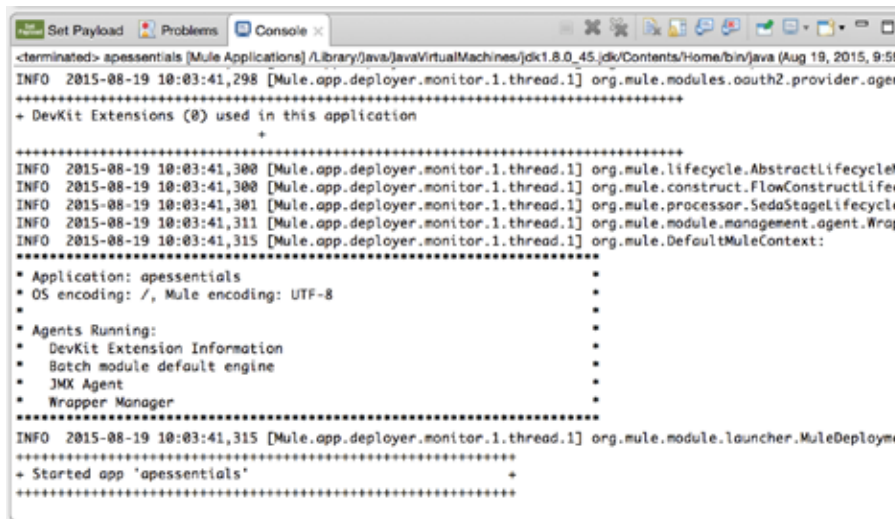 Set Payload Set Payload Problems Console
<terminated> apessentials [Mule Applications] /Library/Java/JavaVirtualMachines/jdk1.8.0_45.jdk/Contents/Home/bin/java (Aug 19, 2015, 9:59
INFO 2015-08-19 10:03:41,298 [Mule.app.deployer.monitor.1.thread.1] org.mule.modules.oauth2.provider.agen
++++++++++++++++++++++++++++++++++++++++++++++++++++++++++++++++++++++++++++++++
+ DevKit Extensions (0) used in this application
+
++++++++++++++++++++++++++++++++++++++++++++++++++++++++++++++++++++++++++++++++
INFO 2015-08-19 10:03:41,300 [Mule.app.deployer.monitor.1.thread.1] org.mule.lifecycle.AbstractLifecycleM
INFO 2015-08-19 10:03:41,300 [Mule.app.deployer.monitor.1.thread.1] org.mule.construct.FlowConstructLifec
INFO 2015-08-19 10:03:41,301 [Mule.app.deployer.monitor.1.thread.1] org.mule.processor.SedaStageLifecycle
INFO 2015-08-19 10:03:41,311 [Mule.app.deployer.monitor.1.thread.1] org.mule.module.management.agent.Wrap
INFO 2015-08-19 10:03:41,315 [Mule.app.deployer.monitor.1.thread.1] org.mule.DefaultMuleContext:
**********************************************************************
* Application: apessentials *
* OS encoding: /, Mule encoding: UTF-8 *
* *
* Agents Running: *
* DevKit Extension Information *
* Batch module default engine *
* JMX Agent *
* Wrapper Manager *
**********************************************************************
INFO 2015-08-19 10:03:41,315 [Mule.app.deployer.monitor.1.thread.1] org.mule.module.launcher.MuleDeployme
++++++++++++++++++++++++++++++++++++++++++++++++++++++++++++
+ Started app 'apessentials' +
++++++++++++++++++++++++++++++++++++++++++++++++++++++++++++